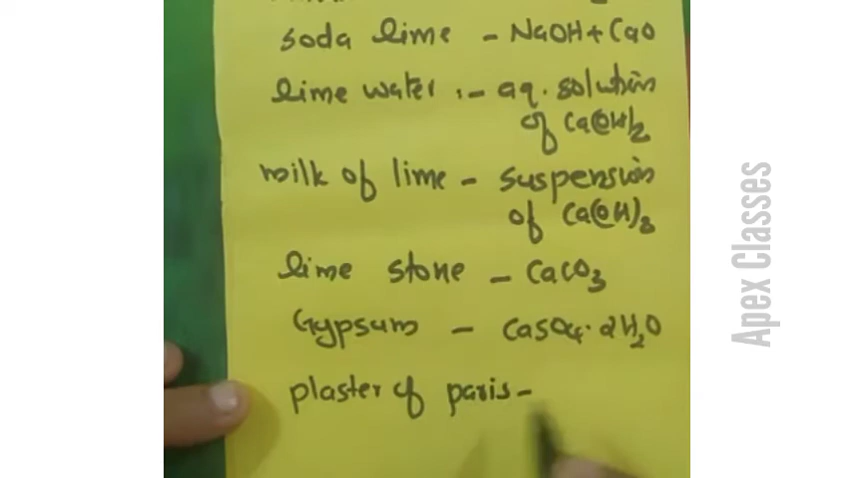 soda lime - NaOH + CaO
lime water :- aq. solution
of Ca(OH)2
milk of lime - suspension
of Ca(OH)2
lime stone - CaCO3
Gypsum - CaSO4. 2H2O
plaster of paris -
Apex Classes